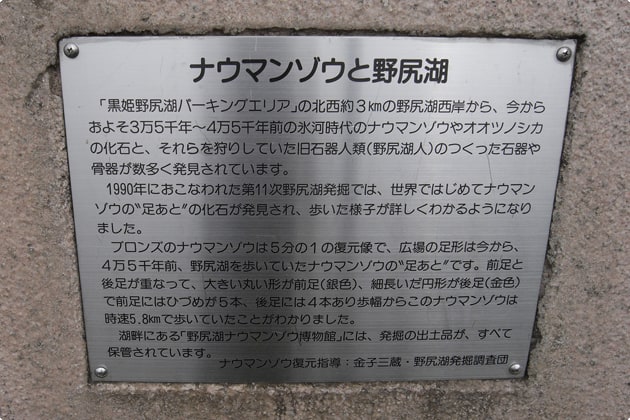 ナウマンゾウと野尻湖
「黒姫野尻湖パーキングエリア」の北西約3kmの野尻湖西岸から、今から
およそ3万5千年〜4万5千年前の氷河時代のナウマンゾウやオオツノシカ
の化石と、それらを狩りしていた旧石器人類(野尻湖人)のつくった石器や
骨器が数多く発見されています。
1990年におこなわれた第11次野尻湖発掘では、世界ではじめてナウマン
ゾウの"足あと"の化石が発見され、歩いた様子が詳しくわかるようになり
ました。
ブロンズのナウマンゾウは5分の1の復元像で、広場の足形は今から、
4万5千年前、野尻湖を歩いていたナウマンゾウの"足あと"です。前足と
後足が重なって、大きい丸い形が前足(銀色)、細長いだ円形が後足(金色)
で前足にはひづめが5本、後足には4本あり歩幅からこのナウマンゾウは
時速5.8kmで歩いていたことがわかりました。
湖畔にある「野尻湖ナウマンゾウ博物館」には、発掘の出土品が、すべて
保管されています。
ナウマンゾウ復元指導:金子三蔵・野尻湖発掘調査団